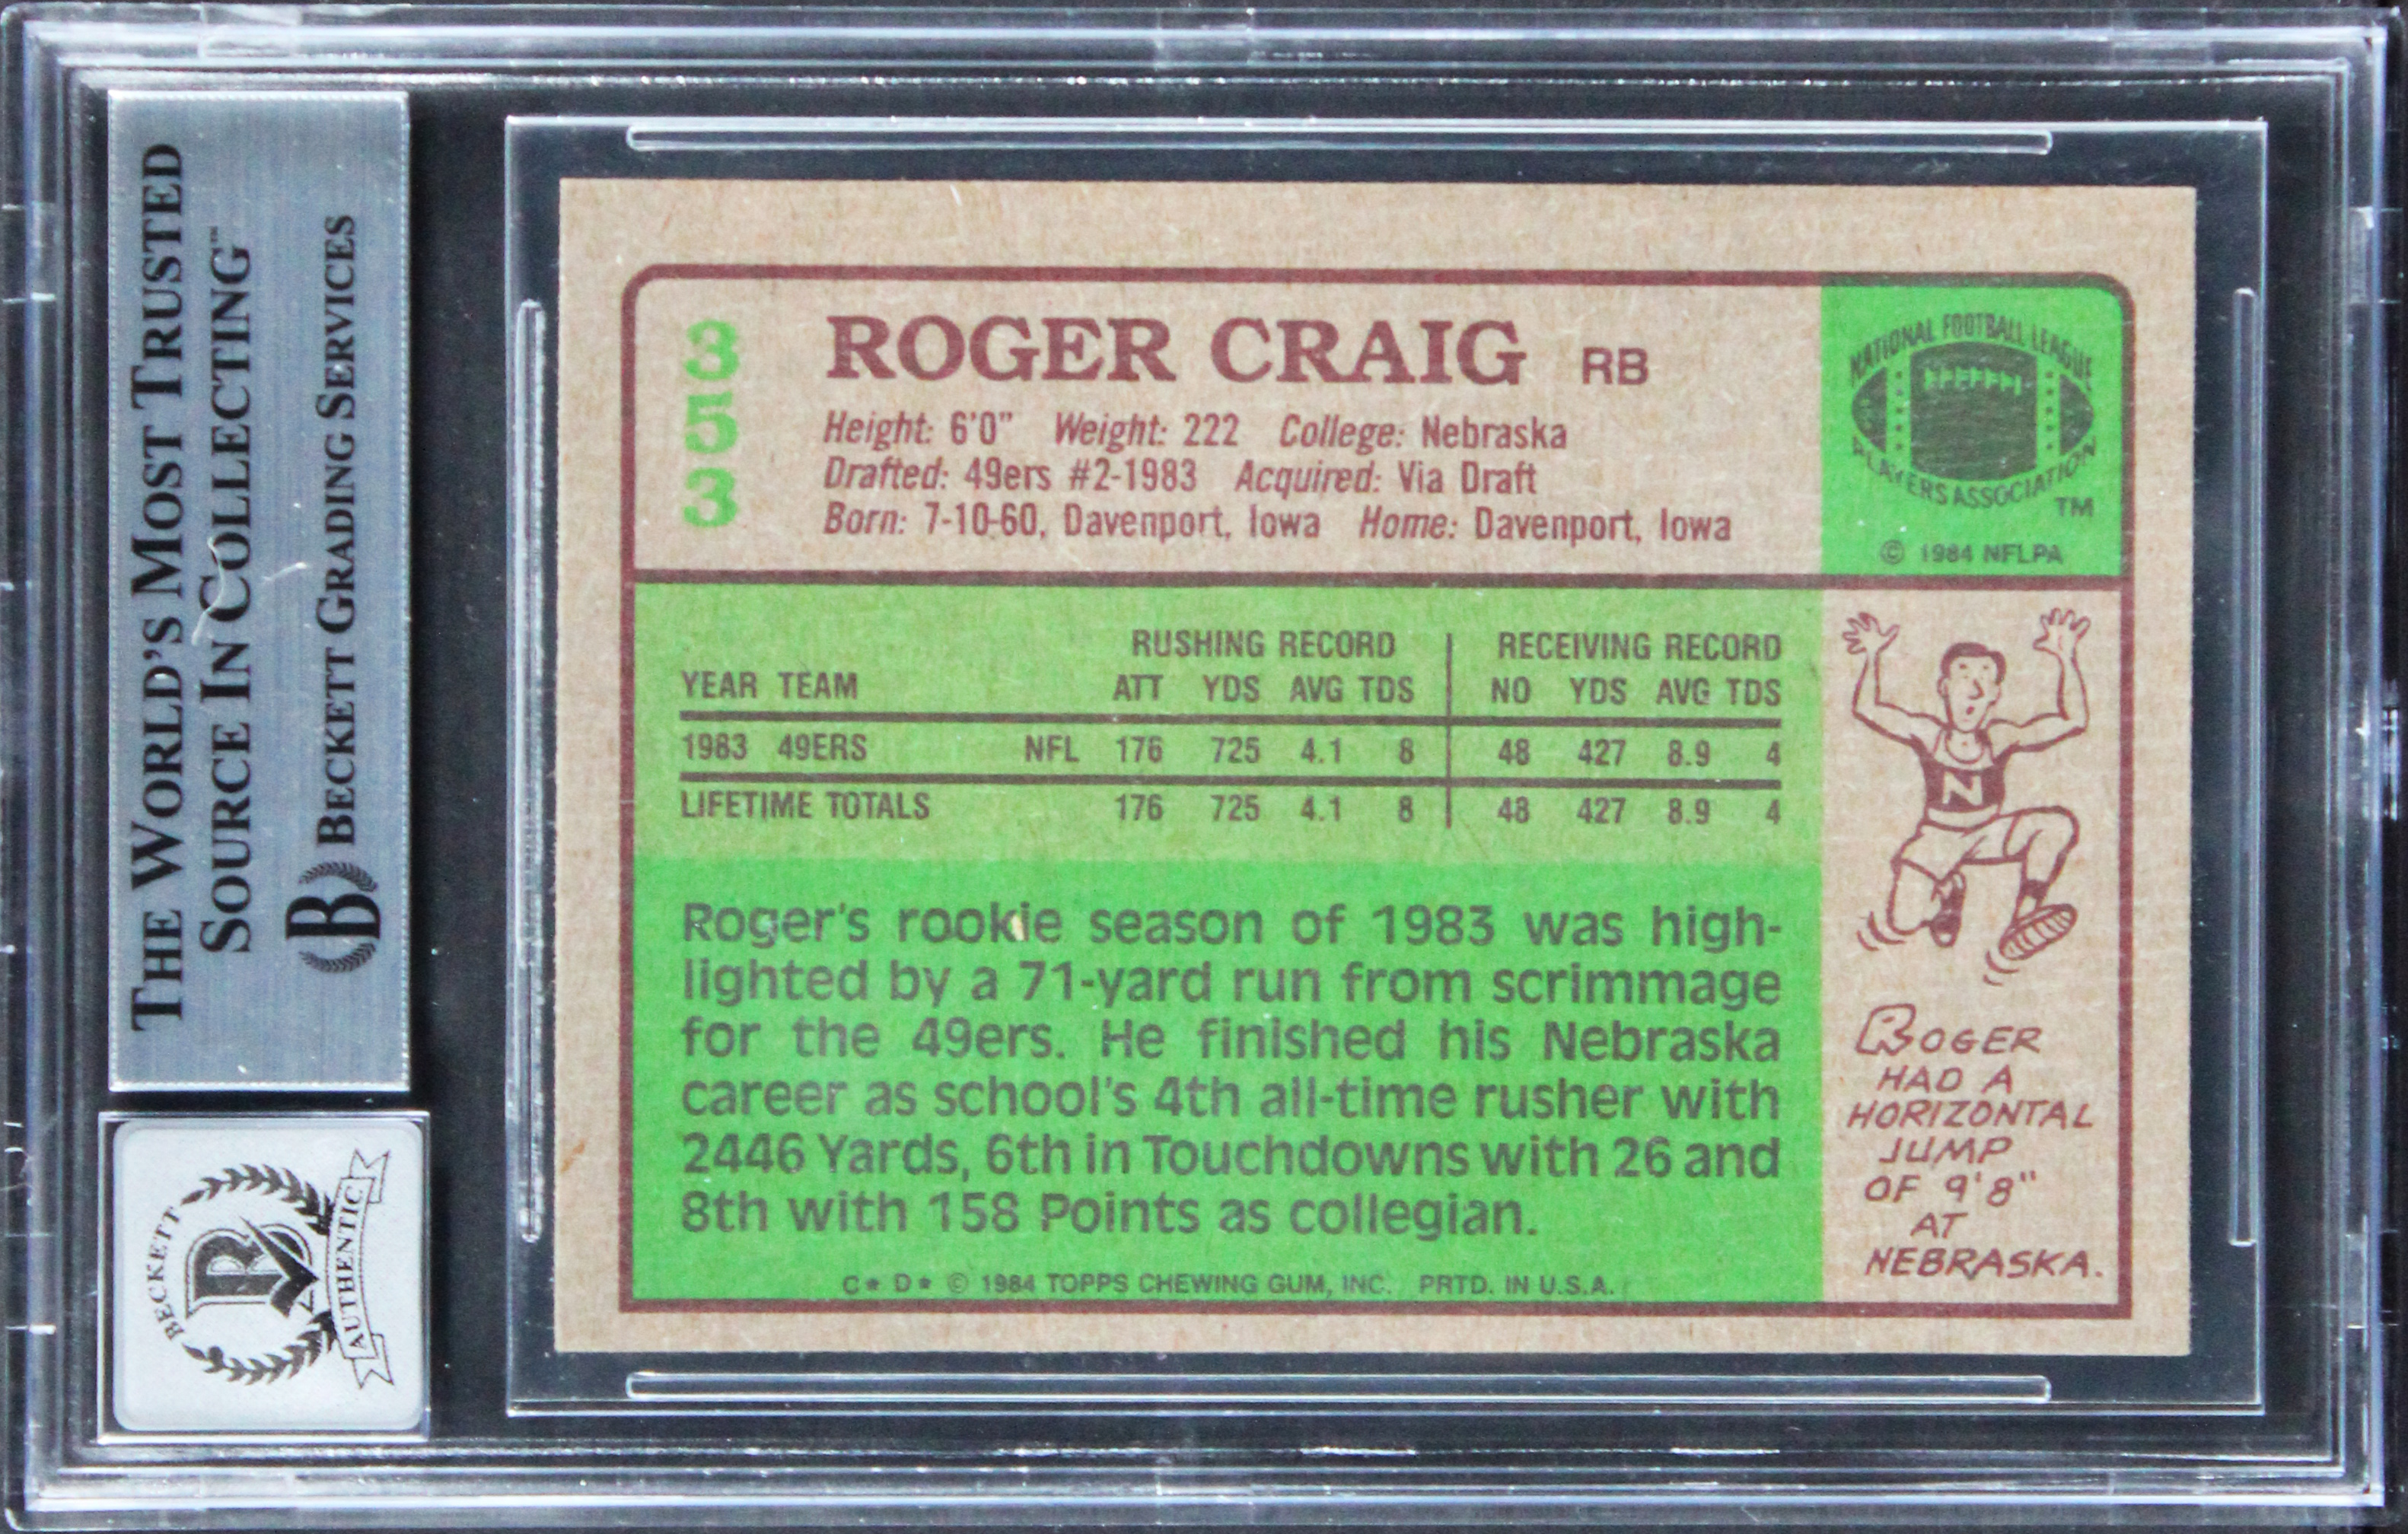 THE WORLD'S MOST TRUSTED
SOURCE IN COLLECTING™
BECKETT GRADING SERVICES
BECKETT
AUTHENTIC
353
ROGER CRAIG RB
Height: 6'0" Weight: 222 College: Nebraska
Drafted: 49ers #2-1983 Acquired: Via Draft
Born: 7-10-60, Davenport, Iowa Home: Davenport, Iowa
NATIONAL FOOTBALL LEAGUE
PLAYERS ASSOCIATION
TM
© 1984 NFLPA
RUSHING RECORD RECEIVING RECORD
YEAR TEAM ATT YDS AVG TDS NO YDS AVG TDS
1983 49ERS NFL 176 725 4.1 8 48 427 8.9 4
LIFETIME TOTALS 176 725 4.1 8 48 427 8.9 4
Roger's rookie season of 1983 was high-
lighted by a 71-yard run from scrimmage
for the 49ers. He finished his Nebraska
career as school's 4th all-time rusher with
2446 Yards, 6th in Touchdowns with 26 and
8th with 158 Points as collegian.
C* D* © 1984 TOPPS CHEWING GUM, INC. PRTD. IN U.S.A.
N
ROGER
HAD A
HORIZONTAL
JUMP
OF 9'8"
AT
NEBRASKA.